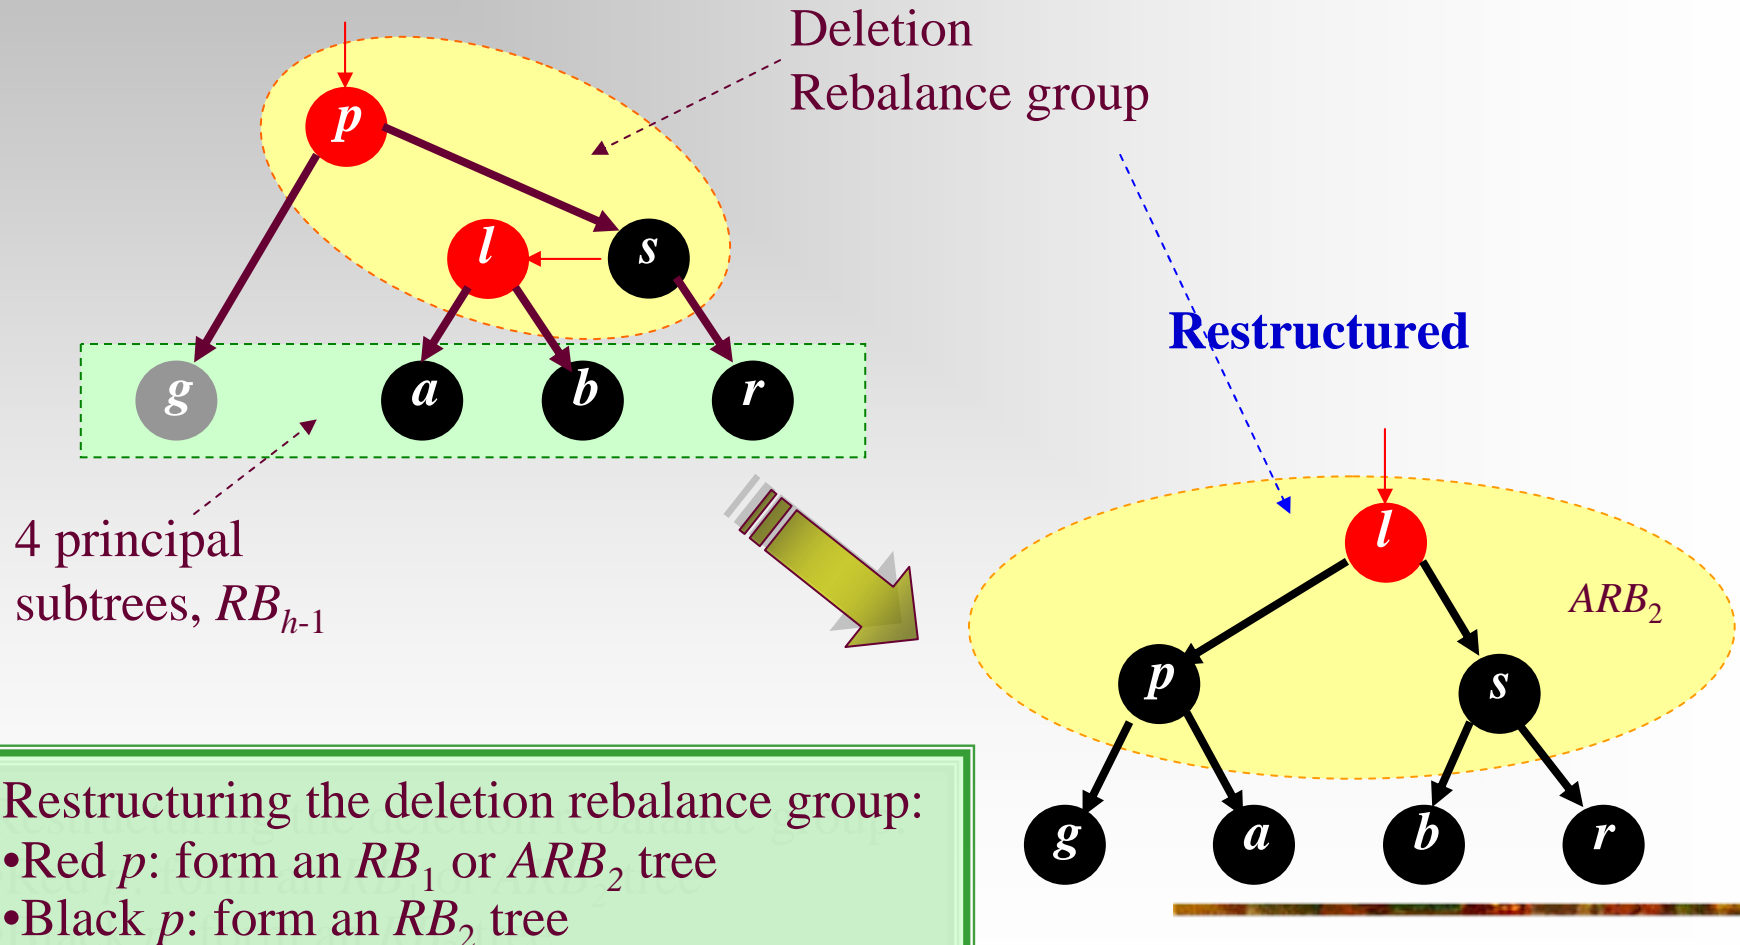 Deletion
Rebalance group
p
l
s
g
a
b
r
4 principal
subtrees, RBh-1
Restructured
l
ARB2
p
s
g
a
b
r
Restructuring the deletion rebalance group:
•Red p: form an RB1 or ARB2 tree
•Black p: form an RB2 tree